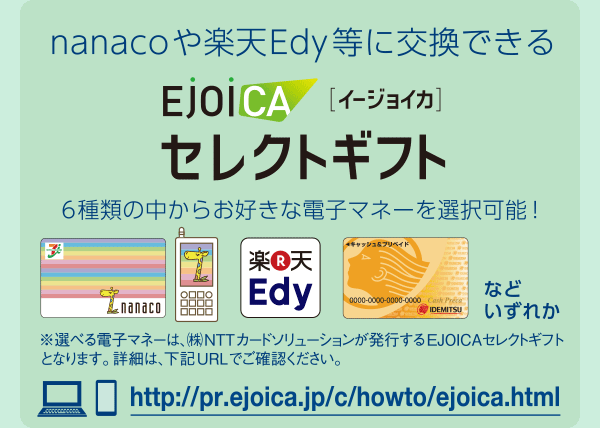 nanacoや楽天Edy等に交換できる
EJOICA [イージョイカ]
セレクトギフト
6種類の中からお好きな電子マネーを選択可能!
nanaco
楽R天
Edy
キャッシュ&プリペイド
0000-0000-0000-0000 Cash Preca
IDEMITSU
など
いずれか
※選べる電子マネーは、㈱NTTカードソリューションが発行するEJOICAセレクトギフト
となります。詳細は、下記URLでご確認ください。
http://pr.ejoica.jp/c/howto/ejoica.html